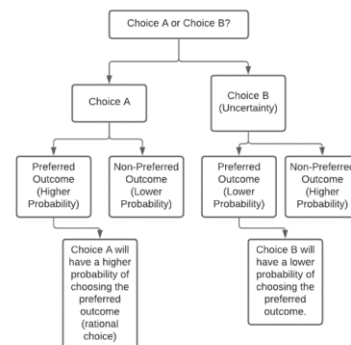 Choice A or Choice B?
Choice A
Choice B
(Uncertainty)
Preferred
Outcome
(Higher
Probability)
Non-Preferred
Outcome
(Lower
Probability)
Preferred
Outcome
(Lower
Probability)
Non-Preferred
Outcome
(Higher
Probability)
Choice A will
have a higher
probability of
choosing the
preferred
outcome
(rational
choice)
Choice B will
have a lower
probability of
choosing the
preferred
outcome.